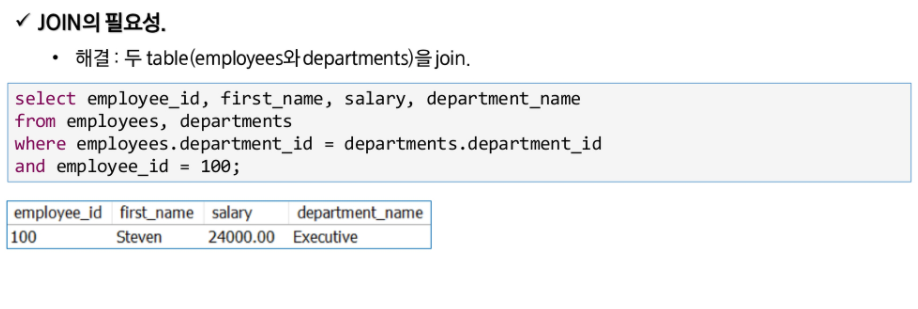 ✓ JOIN의 필요성.
• 해결 : 두 table(employees와 departments)을 join.
select employee_id, first_name, salary, department_name
from employees, departments
where employees.department_id = departments.department_id
and employee_id = 100;
employee_id first_name salary department_name
100 Steven 24000.00 Executive